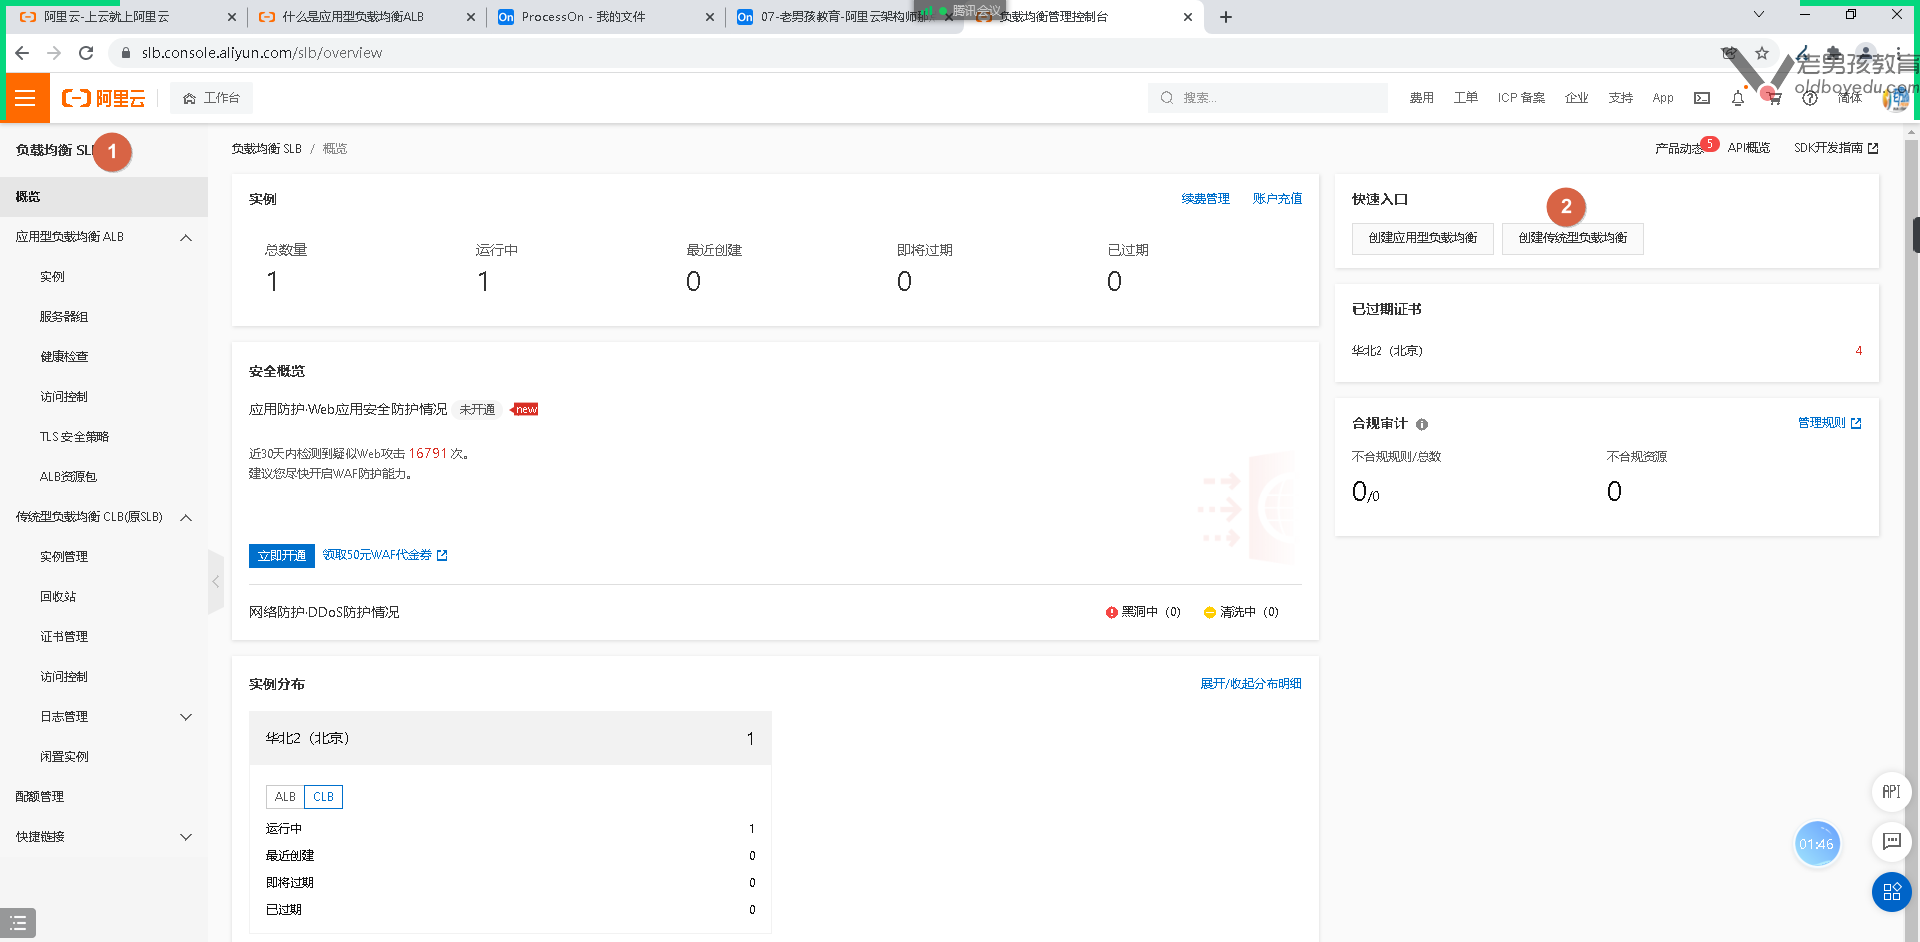 阿里云-上云就上阿里云
什么是应用型负载均衡ALB
On ProcessOn - 我的文件
On 07-老男孩教育-阿里云架构师
腾讯会议
负载均衡管理控制台
slb.console.aliyun.com/slb/overview
老男孩教育
oldboyedu.com
阿里云
工作台
搜索...
费用
工单
ICP 备案
企业
支持
App
简体
负载均衡 SL
1
负载均衡 SLB / 概览
产品动态
5
API概览
SDK开发指南
概览
应用型负载均衡 ALB
实例
服务器组
健康检查
访问控制
TLS 安全策略
ALB资源包
传统型负载均衡 CLB(原SLB)
实例管理
回收站
证书管理
访问控制
日志管理
闲置实例
配额管理
快捷链接
实例
续费管理
账户充值
总数量
运行中
最近创建
即将过期
已过期
1
1
0
0
0
安全概览
应用防护·Web应用安全防护情况 未开通 new
近30天内检测到疑似Web攻击 16791 次。
建议您尽快开启WAF防护能力。
立即开通 领取50元WAF代金券
网络防护·DDoS防护情况
黑洞中（0）
清洗中（0）
实例分布
展开/收起分布明细
华北2（北京）
1
ALB CLB
运行中 1
最近创建 0
即将过期 0
已过期 0
快速入口
2
创建应用型负载均衡
创建传统型负载均衡
已过期证书
华北2（北京）
4
合规审计
管理规则
不合规规则/总数
不合规资源
0/0
0
API
01:46